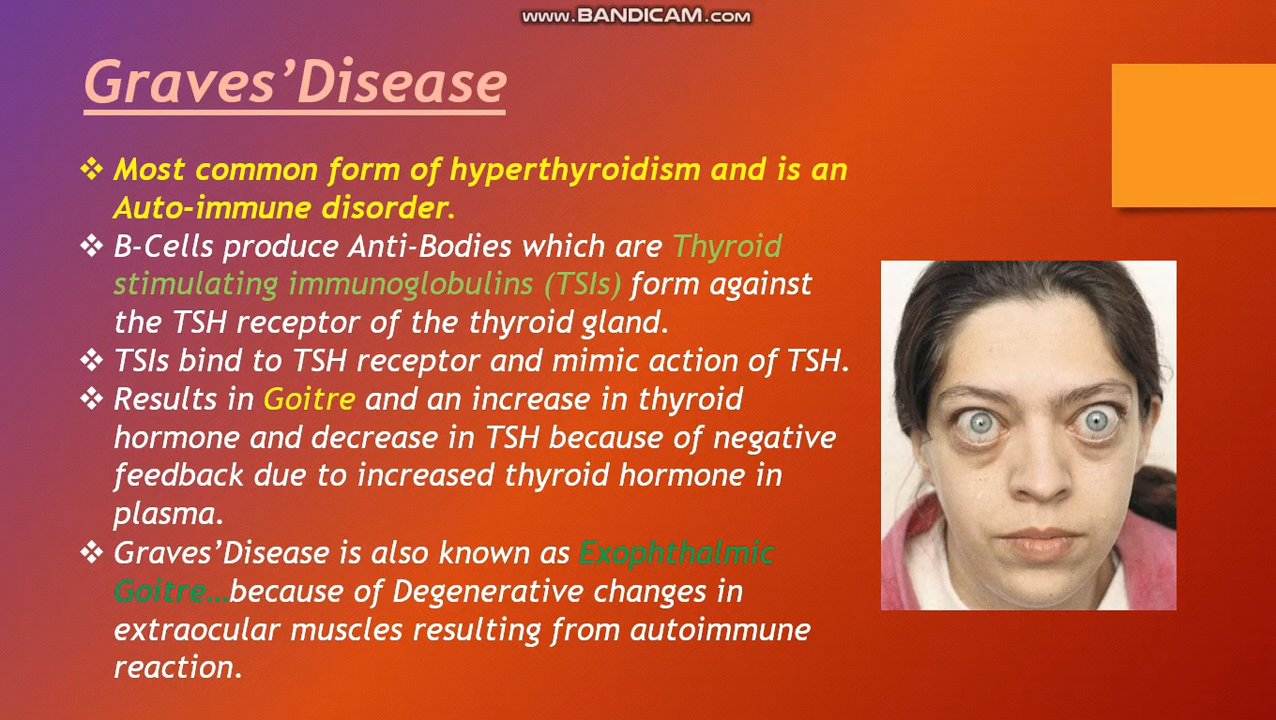 www.BANDICAM.com
Graves’Disease
❖ Most common form of hyperthyroidism and is an
Auto-immune disorder.
❖ B-Cells produce Anti-Bodies which are Thyroid
stimulating immunoglobulins (TSIs) form against
the TSH receptor of the thyroid gland.
❖ TSIs bind to TSH receptor and mimic action of TSH.
❖ Results in Goitre and an increase in thyroid
hormone and decrease in TSH because of negative
feedback due to increased thyroid hormone in
plasma.
❖ Graves’Disease is also known as Exophthalmic
Goitre…because of Degenerative changes in
extraocular muscles resulting from autoimmune
reaction.